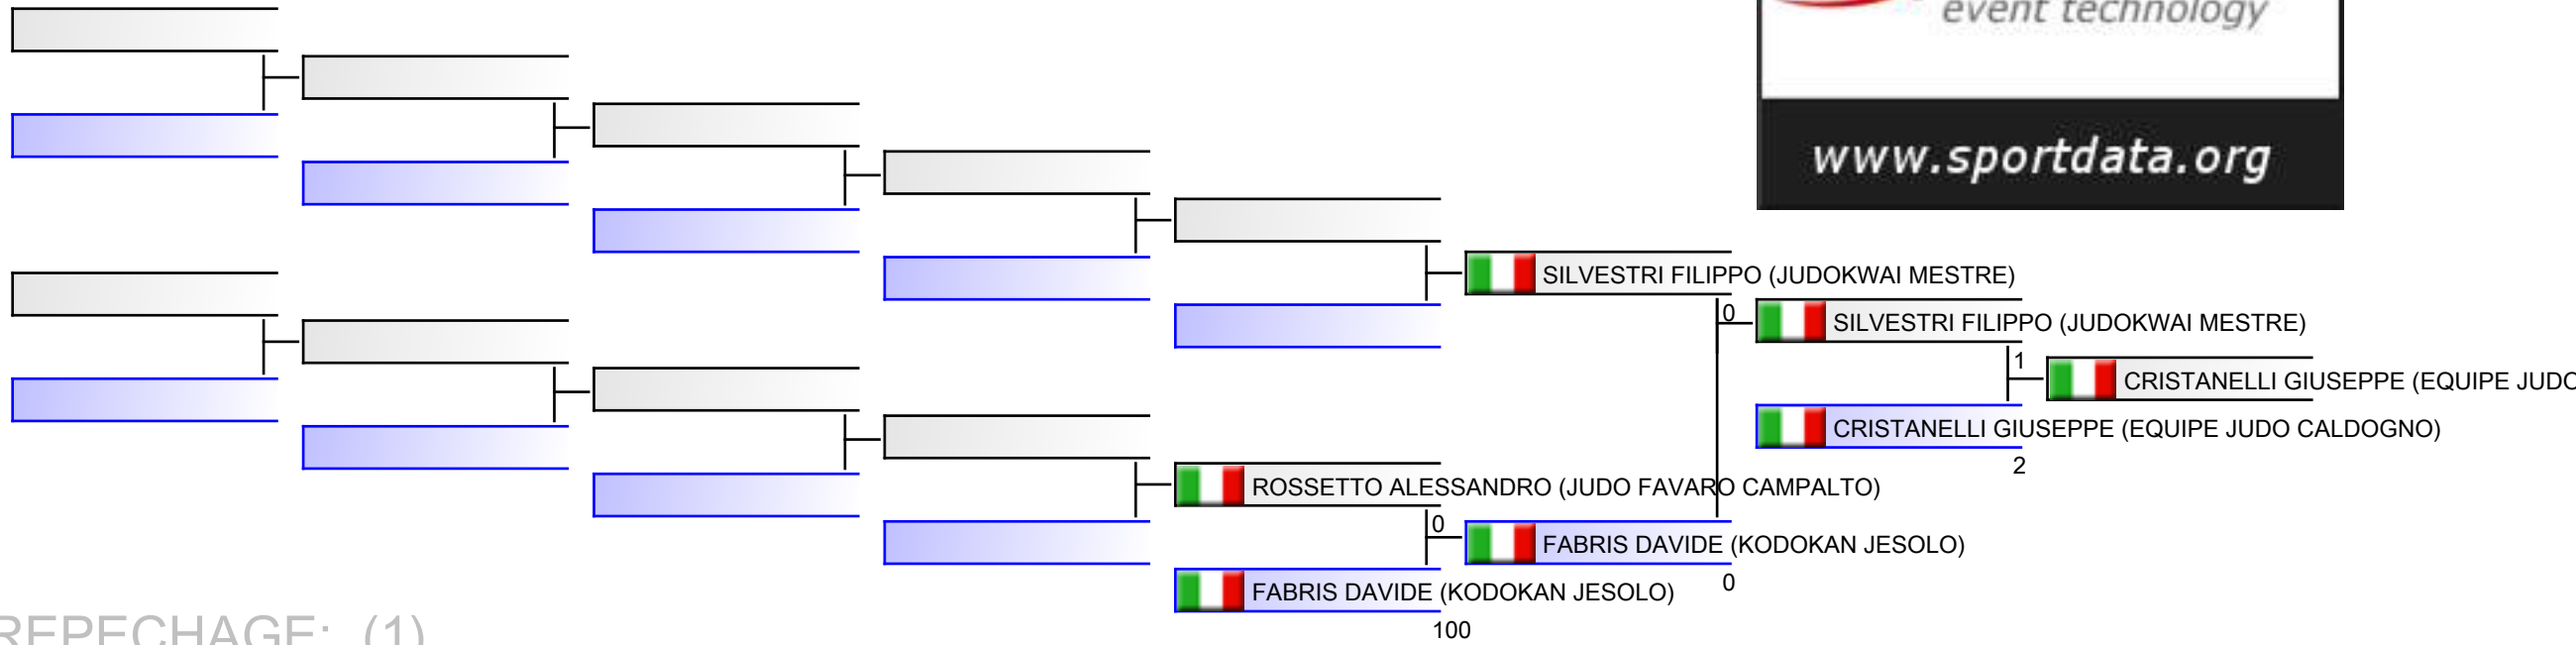 event technology
www.sportdata.org
SILVESTRI FILIPPO (JUDOKWAI MESTRE)
0
SILVESTRI FILIPPO (JUDOKWAI MESTRE)
1
CRISTANELLI GIUSEPPE (EQUIPE JUDO
CRISTANELLI GIUSEPPE (EQUIPE JUDO CALDOGNO)
2
ROSSETTO ALESSANDRO (JUDO FAVARO CAMPALTO)
0
FABRIS DAVIDE (KODOKAN JESOLO)
0
FABRIS DAVIDE (KODOKAN JESOLO)
100
REPECHAGE: (1)